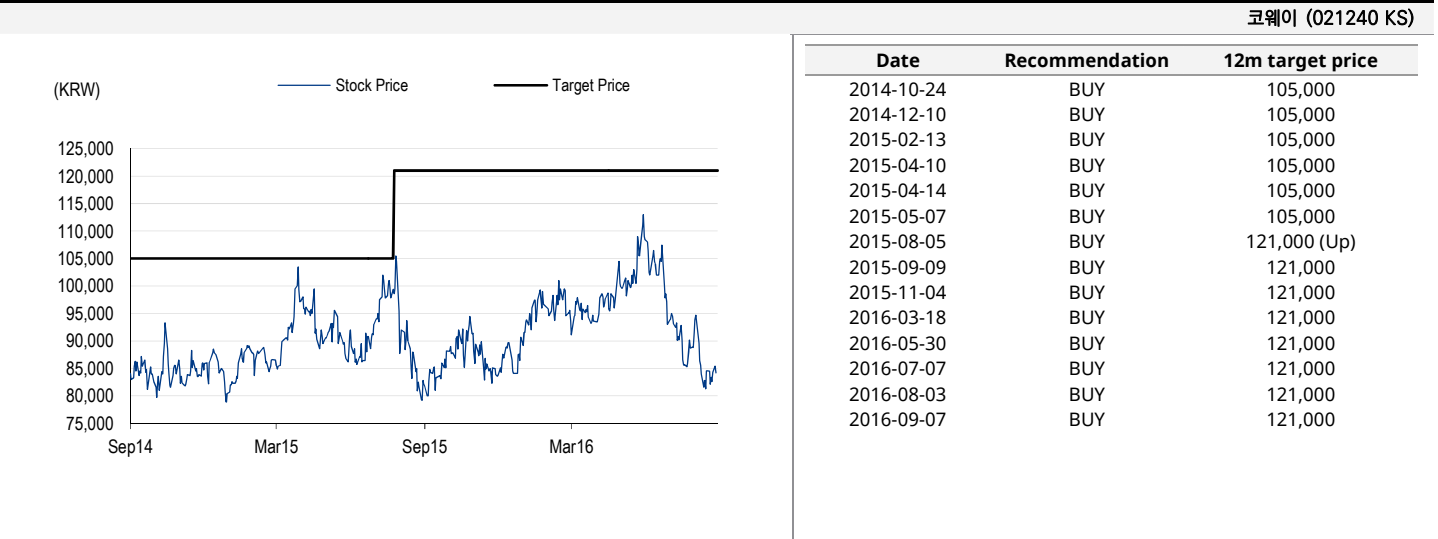 코웨이 (021240 KS)
(KRW)
Stock Price
Target Price
125,000
120,000
115,000
110,000
105,000
100,000
95,000
90,000
85,000
80,000
75,000
Sep14 Mar15 Sep15 Mar16
Date Recommendation 12m target price
2014-10-24 BUY 105,000
2014-12-10 BUY 105,000
2015-02-13 BUY 105,000
2015-04-10 BUY 105,000
2015-04-14 BUY 105,000
2015-05-07 BUY 105,000
2015-08-05 BUY 121,000 (Up)
2015-09-09 BUY 121,000
2015-11-04 BUY 121,000
2016-03-18 BUY 121,000
2016-05-30 BUY 121,000
2016-07-07 BUY 121,000
2016-08-03 BUY 121,000
2016-09-07 BUY 121,000